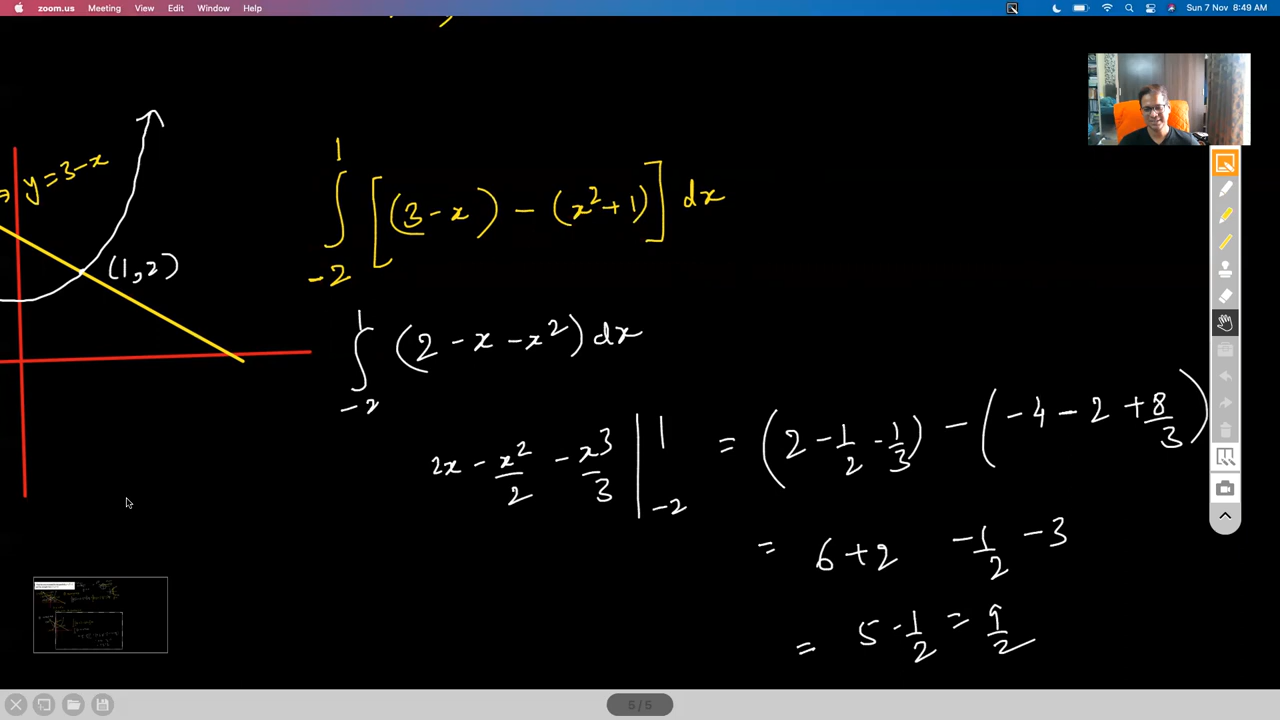 zoom.us Meeting View Edit Window Help Sun 7 Nov 8:49 AM
y = 3-x
(1,2)
∫_{-2}^{1} [(3-x) - (x²+1)] dx
∫_{-2}^{1} (2-x-x²) dx
2x - x²/2 - x³/3 |_{-2}^{1} = (2 - 1/2 - 1/3) - (-4 - 2 + 8/3)
= 6+2 -1/2 -3
= 5 - 1/2 = 9/2
5 / 5